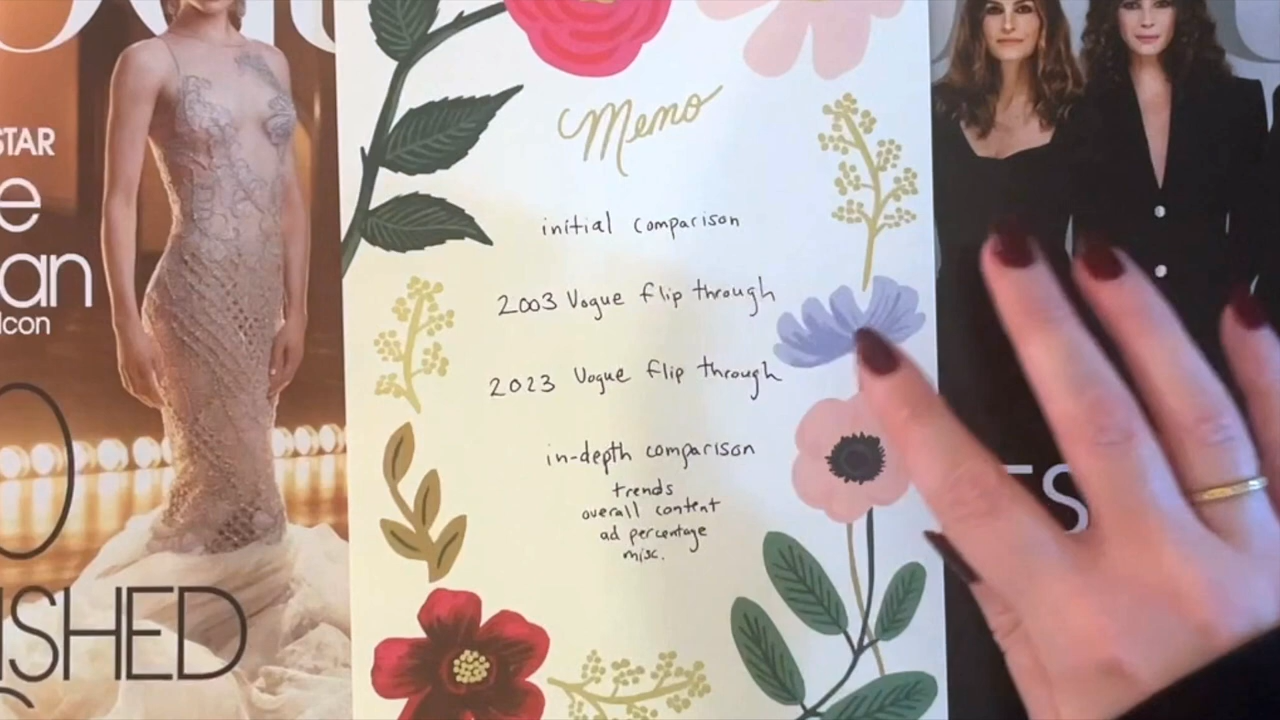 STAR
e
an
Icon
ISHED
Memo
initial comparison
2003 Vogue flip through
2023 Vogue flip through
in-depth comparison
trends
overall content
ad percentage
misc.
TS